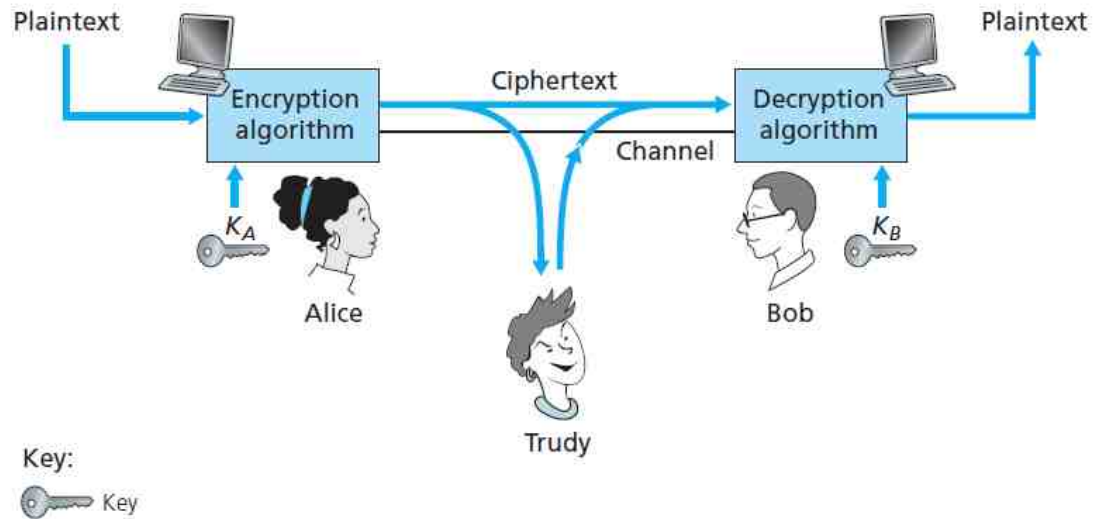 Plaintext
Plaintext
Ciphertext
Encryption
algorithm
Decryption
algorithm
Channel
K_A
K_B
Alice
Bob
Trudy
Key:
Key